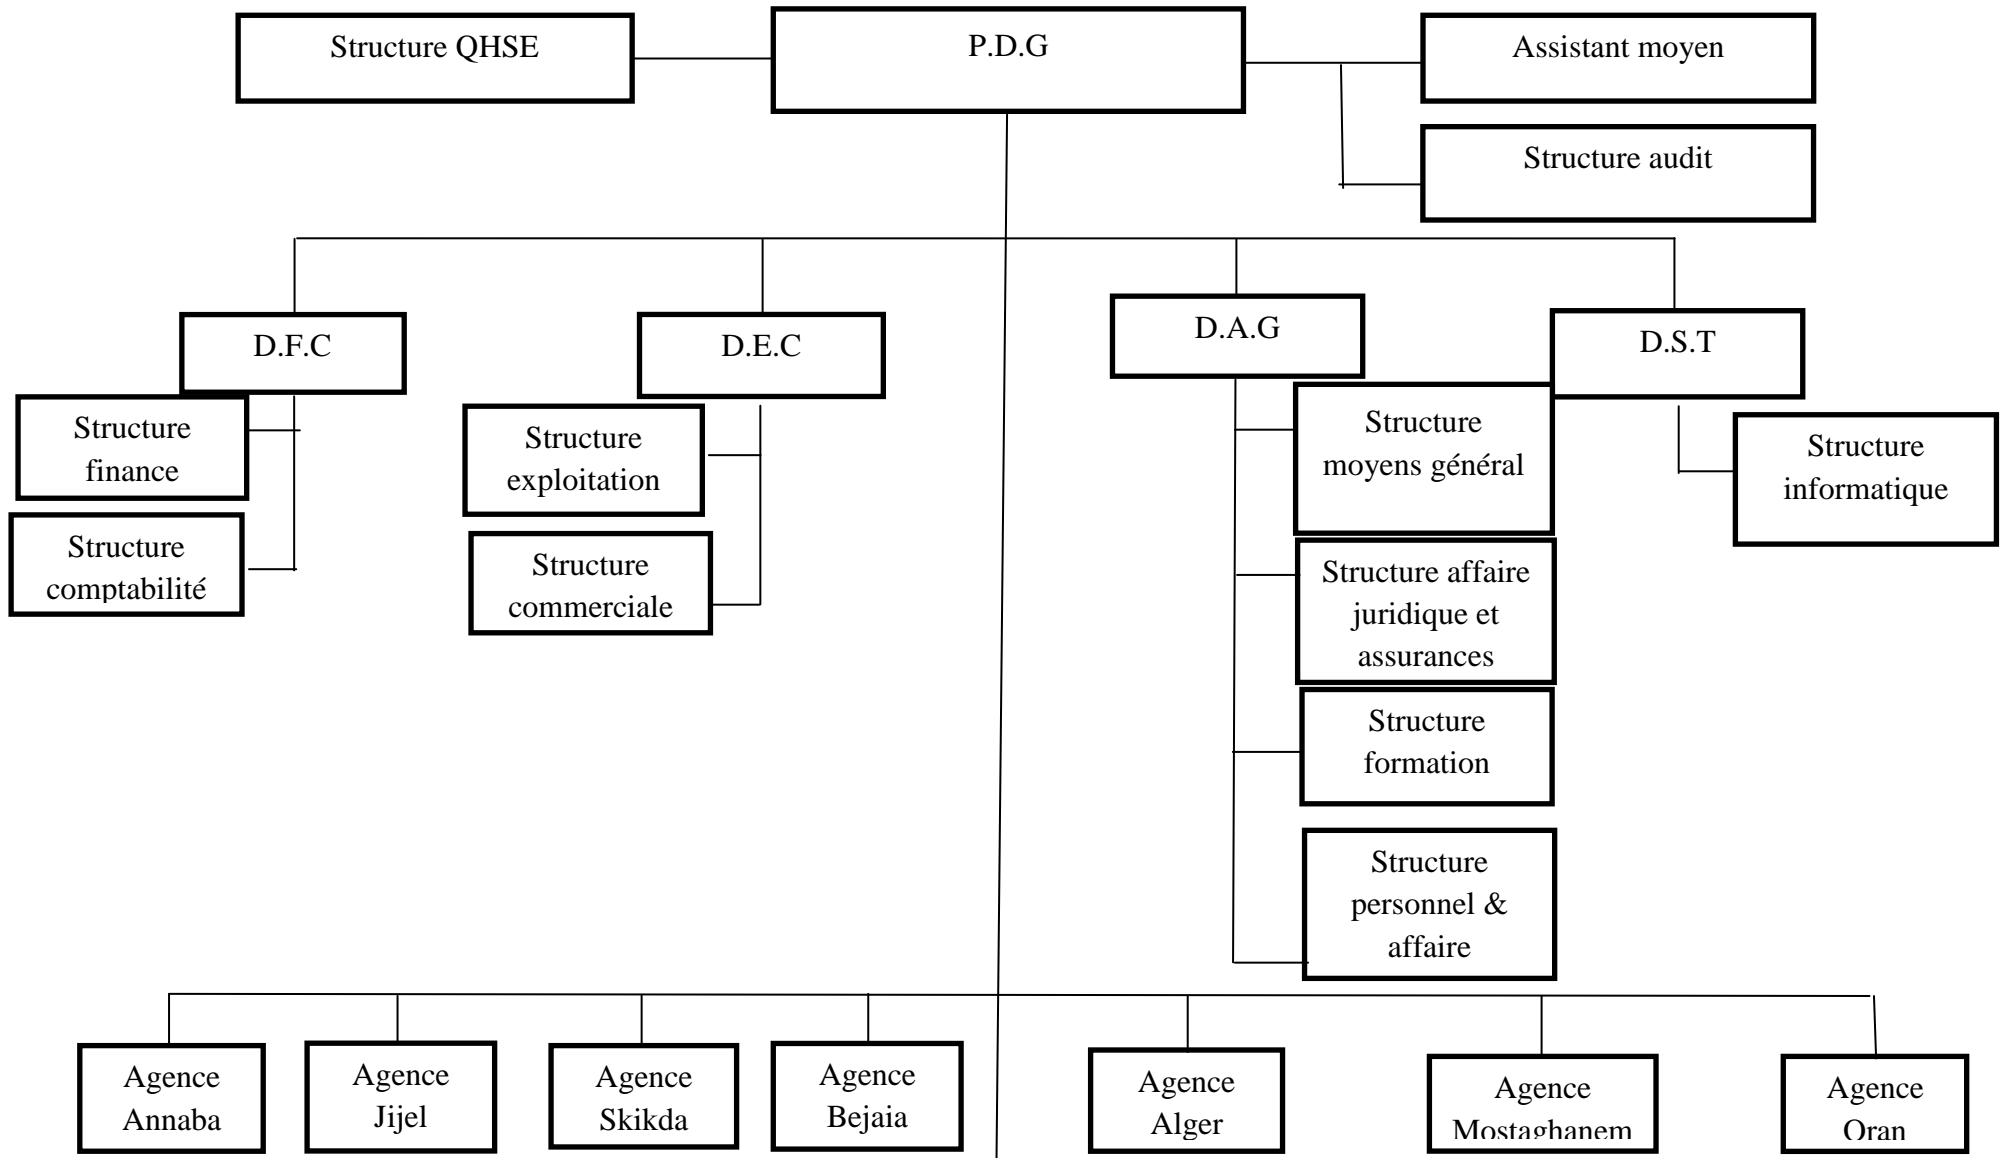 Structure QHSE
P.D.G
Assistant moyen
Structure audit
D.F.C
D.E.C
D.A.G
D.S.T
Structure
finance
Structure
comptabilité
Structure
exploitation
Structure
commerciale
Structure
moyens général
Structure affaire
juridique et
assurances
Structure
formation
Structure
personnel &
affaire
Structure
informatique
Agence
Annaba
Agence
Jijel
Agence
Skikda
Agence
Bejaia
Agence
Alger
Agence
Mostaghanem
Agence
Oran